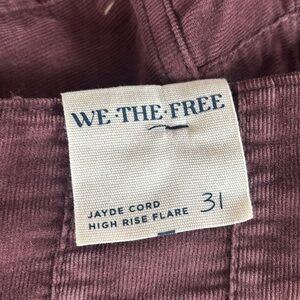 WE·THE·FREE
JAYDE CORD
HIGH RISE FLARE 31